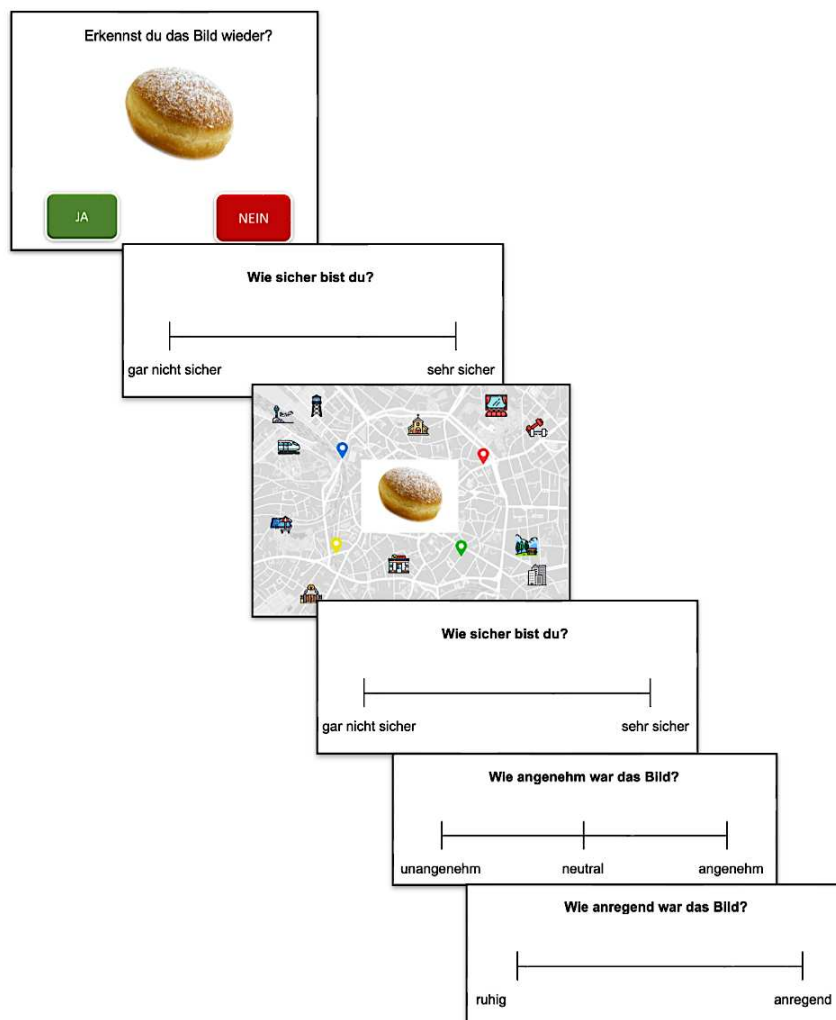 Erkennst du das Bild wieder?
JA
NEIN
Wie sicher bist du?
gar nicht sicher
sehr sicher
Wie sicher bist du?
gar nicht sicher
sehr sicher
Wie angenehm war das Bild?
unangenehm
neutral
angenehm
Wie anregend war das Bild?
ruhig
anregend